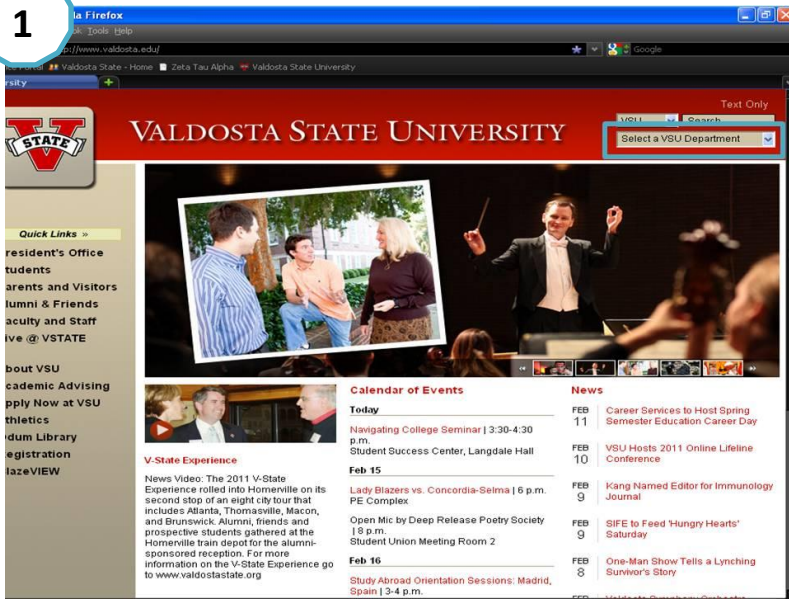 1
la Firefox
ok Tools Help
p://www.valdosta.edu/
Google
Portal Valdosta State - Home Zeta Tau Alpha Valdosta State University
rsity
Text Only
VSU Search
STATE
VALDOSTA STATE UNIVERSITY
Select a VSU Department
Quick Links »
resident's Office
tudents
arents and Visitors
lumni & Friends
aculty and Staff
ive @ VSTATE
bout VSU
cademic Advising
pply Now at VSU
thletics
dum Library
egistration
lazeVIEW
V-State Experience
News Video: The 2011 V-State
Experience rolled into Homerville on its
second stop of an eight city tour that
includes Atlanta, Thomasville, Macon,
and Brunswick. Alumni, friends and
prospective students gathered at the
Homerville train depot for the alumni-
sponsored reception. For more
information on the V-State Experience go
to www.valdostastate.org
Calendar of Events
Today
Navigating College Seminar | 3:30-4:30
p.m.
Student Success Center, Langdale Hall
Feb 15
Lady Blazers vs. Concordia-Selma | 6 p.m.
PE Complex
Open Mic by Deep Release Poetry Society
| 8 p.m.
Student Union Meeting Room 2
Feb 16
Study Abroad Orientation Sessions: Madrid,
Spain | 3-4 p.m.
News
FEB 11 Career Services to Host Spring
Semester Education Career Day
FEB 10 VSU Hosts 2011 Online Lifeline
Conference
FEB 9 Kang Named Editor for Immunology
Journal
FEB 9 SIFE to Feed 'Hungry Hearts'
Saturday
FEB 8 One-Man Show Tells a Lynching
Survivor's Story
FEB Valdosta Symphony Orchestra